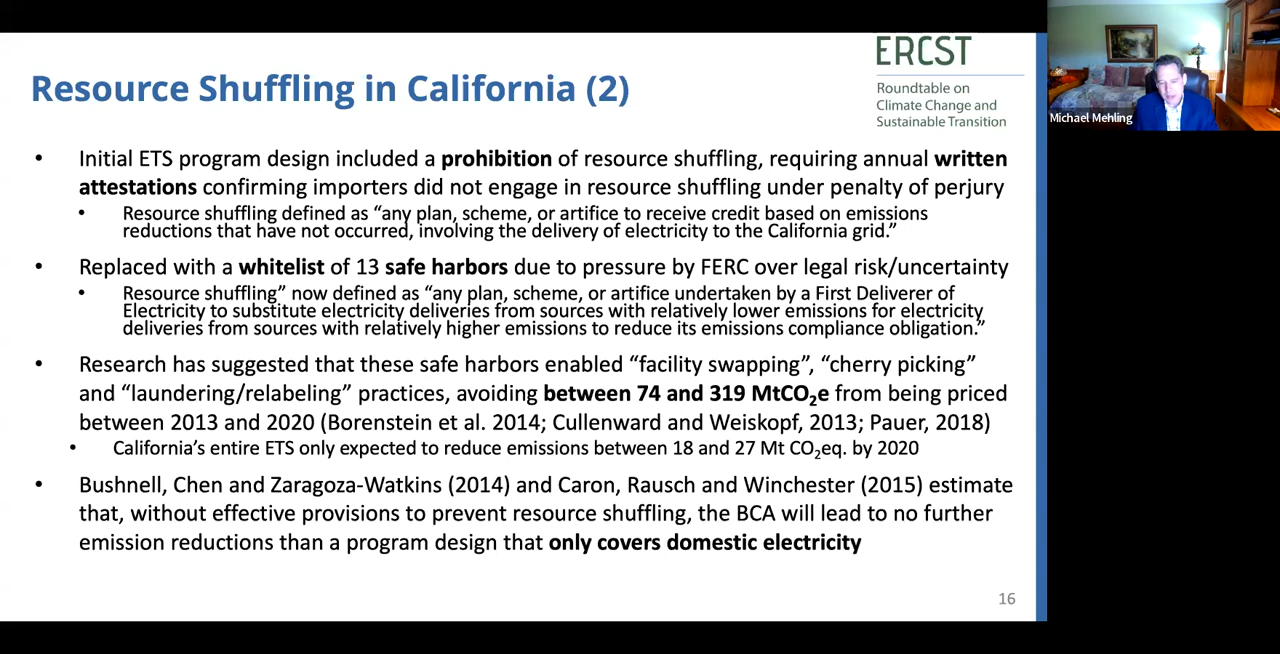 ERCST
Roundtable on
Climate Change and
Sustainable Transition
Michael Mehling
Resource Shuffling in California (2)
• Initial ETS program design included a prohibition of resource shuffling, requiring annual written
attestations confirming importers did not engage in resource shuffling under penalty of perjury
• Resource shuffling defined as “any plan, scheme, or artifice to receive credit based on emissions
reductions that have not occurred, involving the delivery of electricity to the California grid.”
• Replaced with a whitelist of 13 safe harbors due to pressure by FERC over legal risk/uncertainty
• Resource shuffling” now defined as “any plan, scheme, or artifice undertaken by a First Deliverer of
Electricity to substitute electricity deliveries from sources with relatively lower emissions for electricity
deliveries from sources with relatively higher emissions to reduce its emissions compliance obligation.”
• Research has suggested that these safe harbors enabled “facility swapping”, “cherry picking”
and “laundering/relabeling” practices, avoiding between 74 and 319 MtCO₂e from being priced
between 2013 and 2020 (Borenstein et al. 2014; Cullenward and Weiskopf, 2013; Pauer, 2018)
• California’s entire ETS only expected to reduce emissions between 18 and 27 Mt CO₂eq. by 2020
• Bushnell, Chen and Zaragoza-Watkins (2014) and Caron, Rausch and Winchester (2015) estimate
that, without effective provisions to prevent resource shuffling, the BCA will lead to no further
emission reductions than a program design that only covers domestic electricity
16